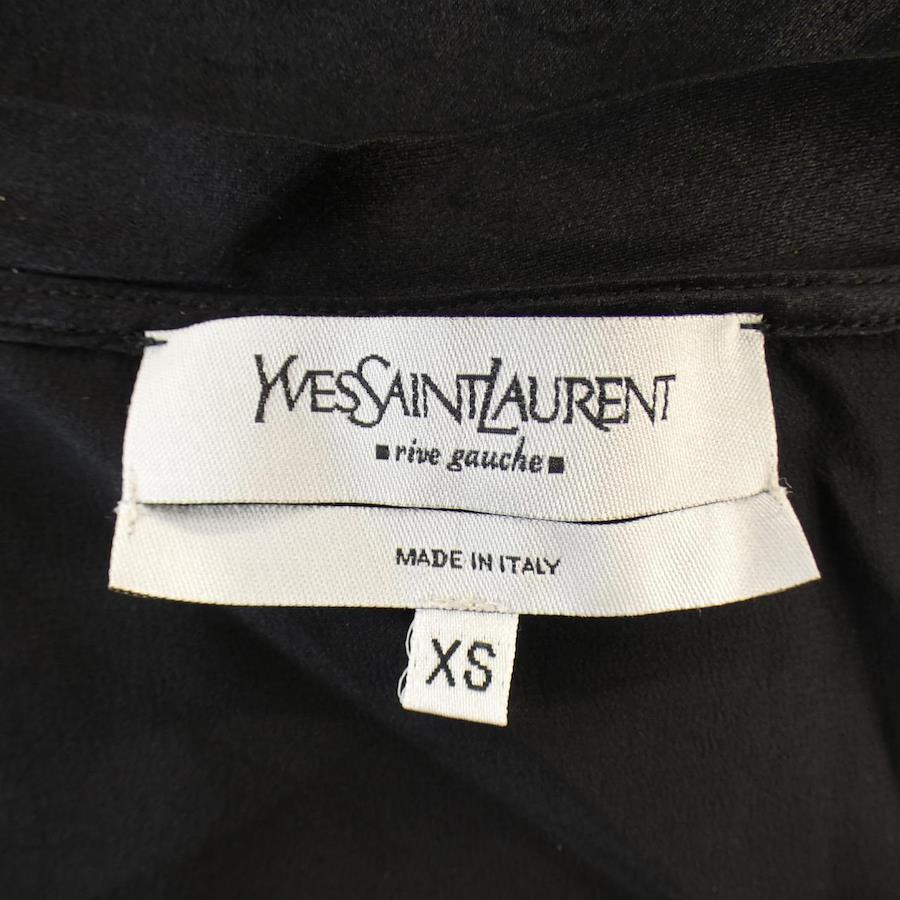 YVESSAINTLAURENT
rive gauche
MADE IN ITALY
XS